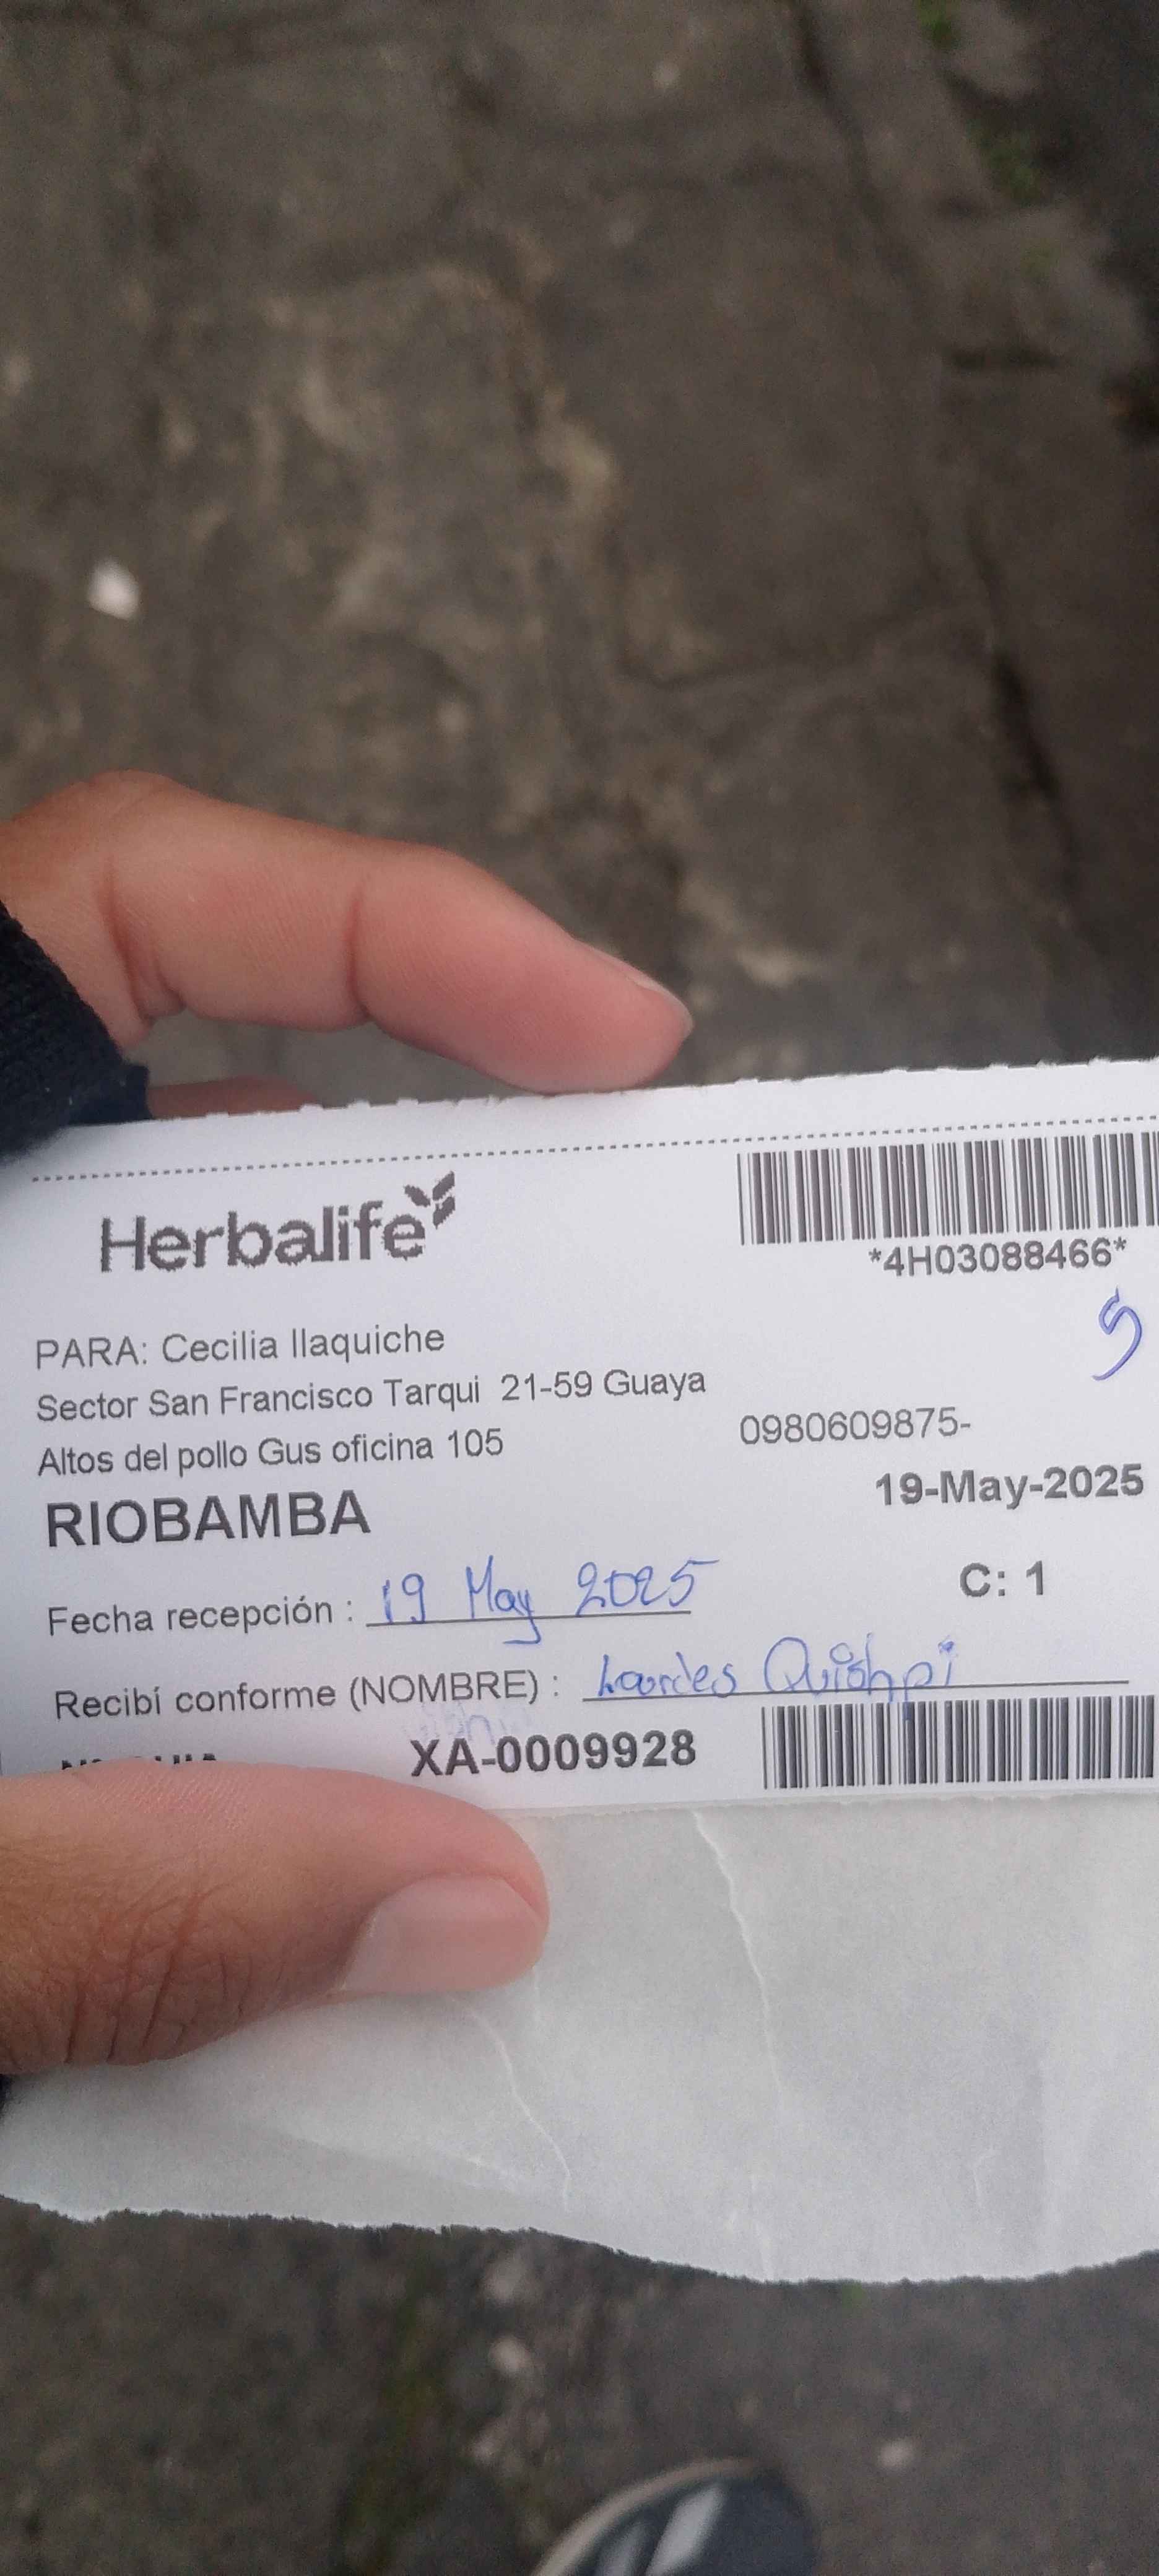 Herbalife
*4H03088466*
5
PARA: Cecilia llaquiche
Sector San Francisco Tarqui 21-59 Guaya
Altos del pollo Gus oficina 105
0980609875-
RIOBAMBA
19-May-2025
Fecha recepción : 19 May 2025
C: 1
Recibí conforme (NOMBRE) : Lourdes Quishpi
XA-0009928